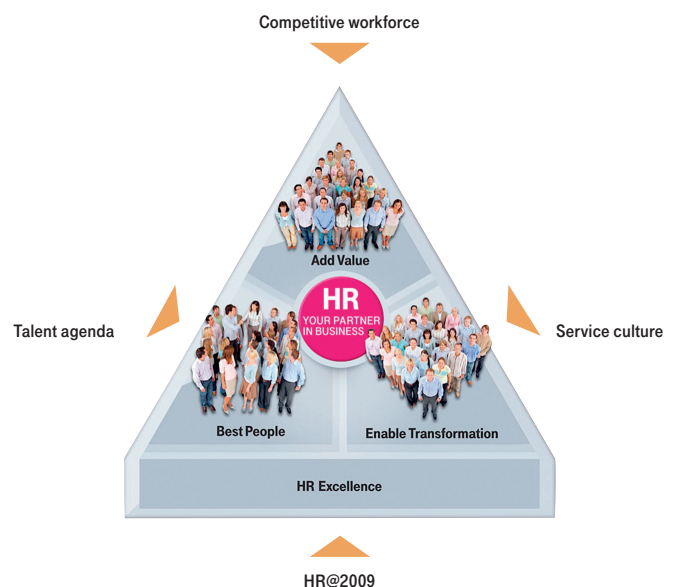 Competitive workforce
Add Value
HR
YOUR PARTNER
IN BUSINESS
Talent agenda
Service culture
Best People
Enable Transformation
HR Excellence
HR@2009